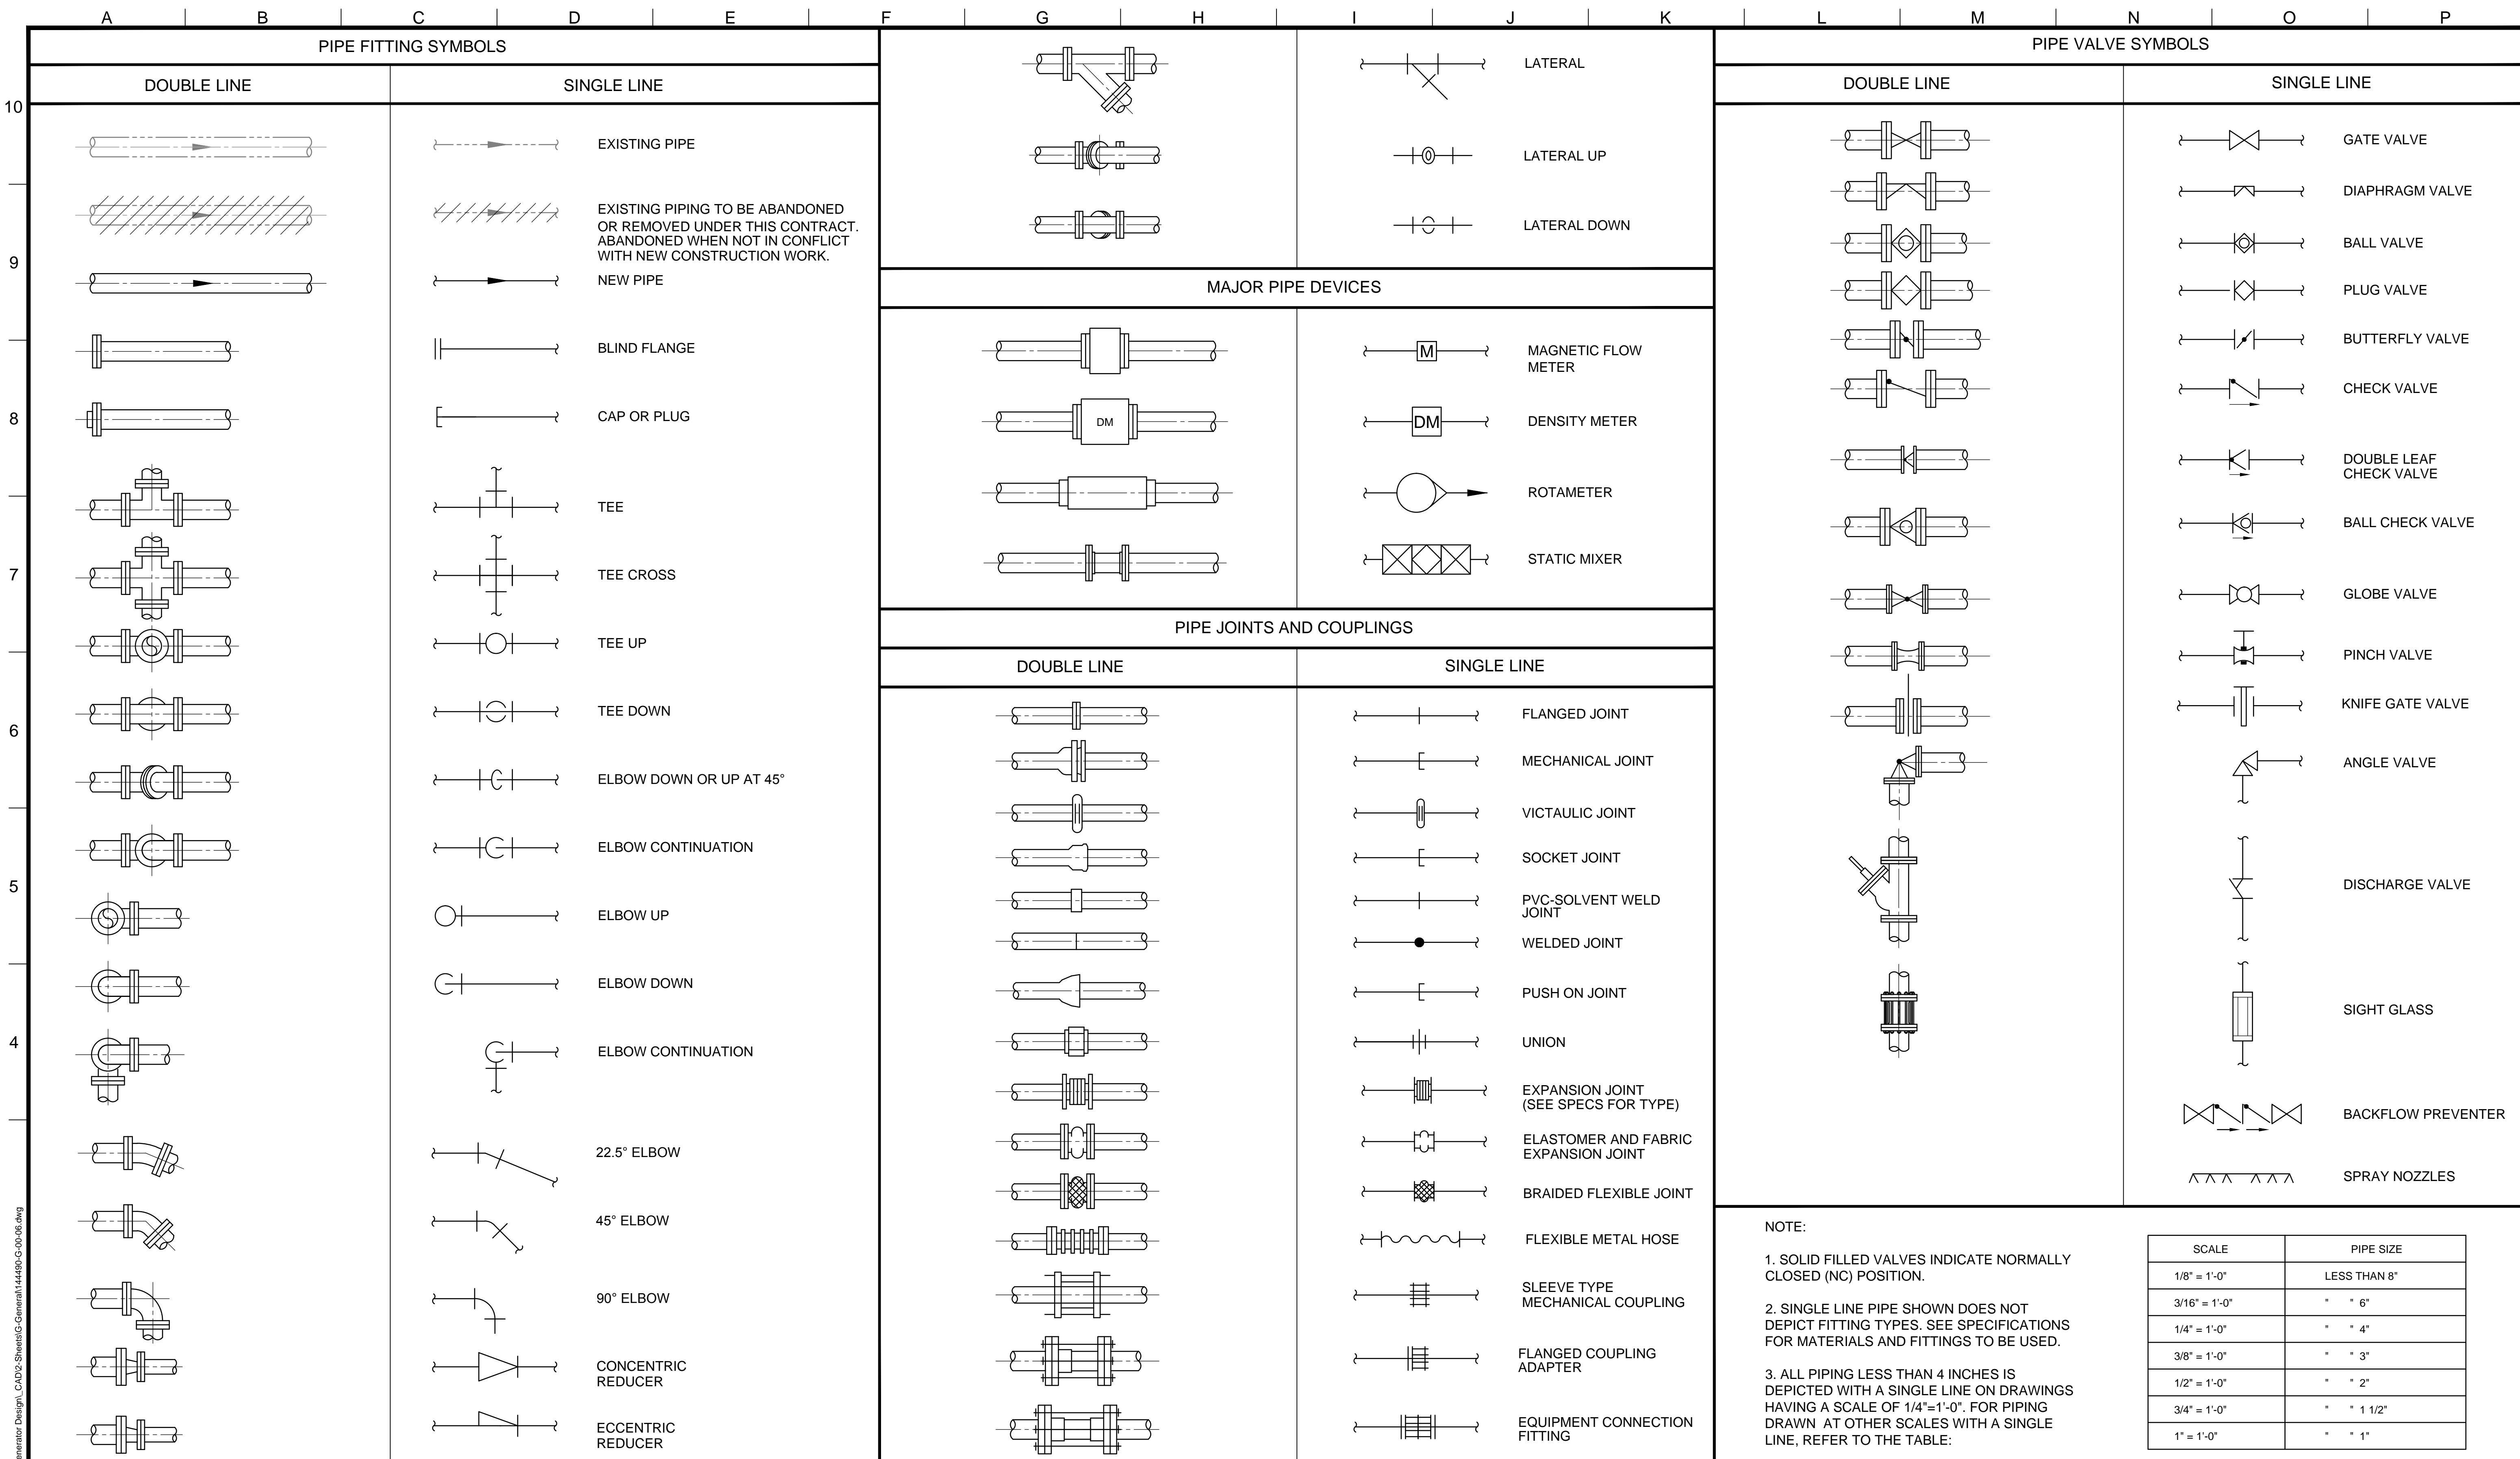 A B C D E F G H I J K L M N O P
10
9
8
7
6
5
4
PIPE FITTING SYMBOLS
DOUBLE LINE
SINGLE LINE
EXISTING PIPE
EXISTING PIPING TO BE ABANDONED
OR REMOVED UNDER THIS CONTRACT.
ABANDONED WHEN NOT IN CONFLICT
WITH NEW CONSTRUCTION WORK.
NEW PIPE
BLIND FLANGE
CAP OR PLUG
TEE
TEE CROSS
TEE UP
TEE DOWN
ELBOW DOWN OR UP AT 45°
ELBOW CONTINUATION
ELBOW UP
ELBOW DOWN
ELBOW CONTINUATION
22.5° ELBOW
45° ELBOW
90° ELBOW
CONCENTRIC
REDUCER
ECCENTRIC
REDUCER
LATERAL
LATERAL UP
LATERAL DOWN
MAJOR PIPE DEVICES
M
MAGNETIC FLOW
METER
DM
DM
DENSITY METER
ROTAMETER
STATIC MIXER
PIPE JOINTS AND COUPLINGS
DOUBLE LINE
SINGLE LINE
FLANGED JOINT
MECHANICAL JOINT
VICTAULIC JOINT
SOCKET JOINT
PVC-SOLVENT WELD
JOINT
WELDED JOINT
PUSH ON JOINT
UNION
EXPANSION JOINT
(SEE SPECS FOR TYPE)
ELASTOMER AND FABRIC
EXPANSION JOINT
BRAIDED FLEXIBLE JOINT
FLEXIBLE METAL HOSE
SLEEVE TYPE
MECHANICAL COUPLING
FLANGED COUPLING
ADAPTER
EQUIPMENT CONNECTION
FITTING
PIPE VALVE SYMBOLS
DOUBLE LINE
SINGLE LINE
GATE VALVE
DIAPHRAGM VALVE
BALL VALVE
PLUG VALVE
BUTTERFLY VALVE
CHECK VALVE
DOUBLE LEAF
CHECK VALVE
BALL CHECK VALVE
GLOBE VALVE
PINCH VALVE
KNIFE GATE VALVE
ANGLE VALVE
DISCHARGE VALVE
SIGHT GLASS
BACKFLOW PREVENTER
SPRAY NOZZLES
NOTE:
1. SOLID FILLED VALVES INDICATE NORMALLY
CLOSED (NC) POSITION.
2. SINGLE LINE PIPE SHOWN DOES NOT
DEPICT FITTING TYPES. SEE SPECIFICATIONS
FOR MATERIALS AND FITTINGS TO BE USED.
3. ALL PIPING LESS THAN 4 INCHES IS
DEPICTED WITH A SINGLE LINE ON DRAWINGS
HAVING A SCALE OF 1/4"=1'-0". FOR PIPING
DRAWN AT OTHER SCALES WITH A SINGLE
LINE, REFER TO THE TABLE:
SCALE PIPE SIZE
1/8" = 1'-0" LESS THAN 8"
3/16" = 1'-0" " " 6"
1/4" = 1'-0" " " 4"
3/8" = 1'-0" " " 3"
1/2" = 1'-0" " " 2"
3/4" = 1'-0" " " 1 1/2"
1" = 1'-0" " " 1"
Design\_CAD\2-Sheets\G-General\144490-G-00-06.dwg